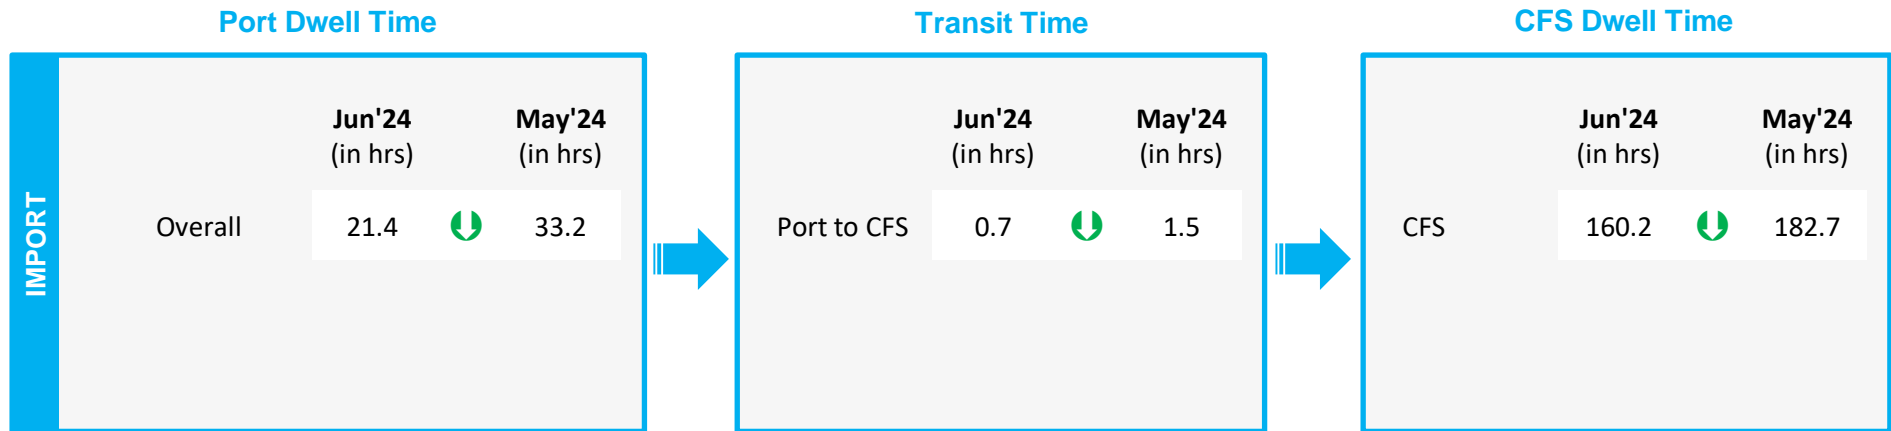 Port Dwell Time
Transit Time
CFS Dwell Time
IMPORT
Jun'24 May'24
(in hrs) (in hrs)
Overall 21.4 33.2
Jun'24 May'24
(in hrs) (in hrs)
Port to CFS 0.7 1.5
Jun'24 May'24
(in hrs) (in hrs)
CFS 160.2 182.7